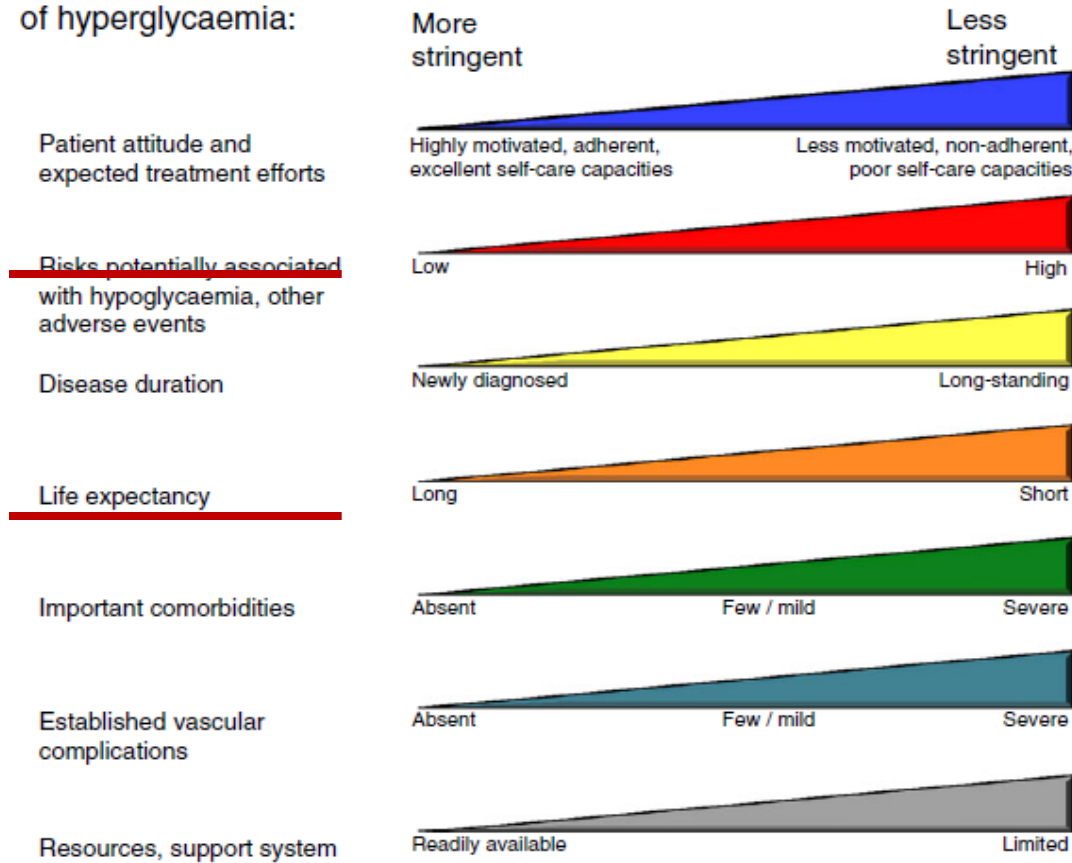 of hyperglycaemia:
More
stringent
Less
stringent
Patient attitude and
expected treatment efforts
Highly motivated, adherent,
excellent self-care capacities
Less motivated, non-adherent,
poor self-care capacities
Risks potentially associated
with hypoglycaemia, other
adverse events
Low
High
Disease duration
Newly diagnosed
Long-standing
Life expectancy
Long
Short
Important comorbidities
Absent
Few / mild
Severe
Established vascular
complications
Absent
Few / mild
Severe
Resources, support system
Readily available
Limited